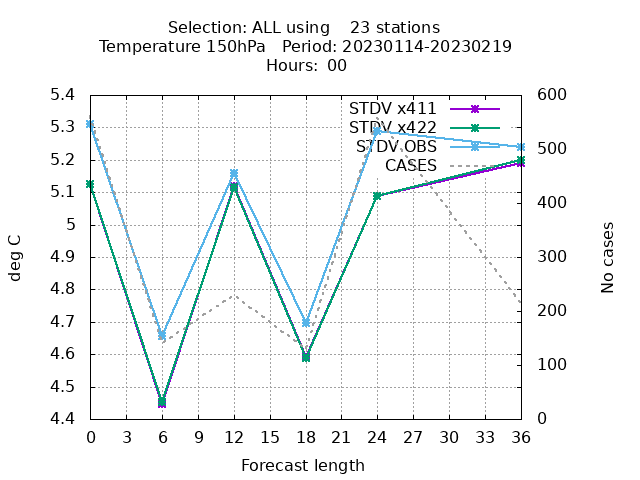 Selection: ALL using    23 stations
Temperature 150hPa   Period: 20230114-20230219
Hours:  00
STDV x411
STDV x422
STDV OBS
CASES
5.4
5.3
5.2
5.1
5
4.9
4.8
4.7
4.6
4.5
4.4
deg C
600
500
400
300
200
100
0
No cases
0 3 6 9 12 15 18 21 24 27 30 33 36
Forecast length